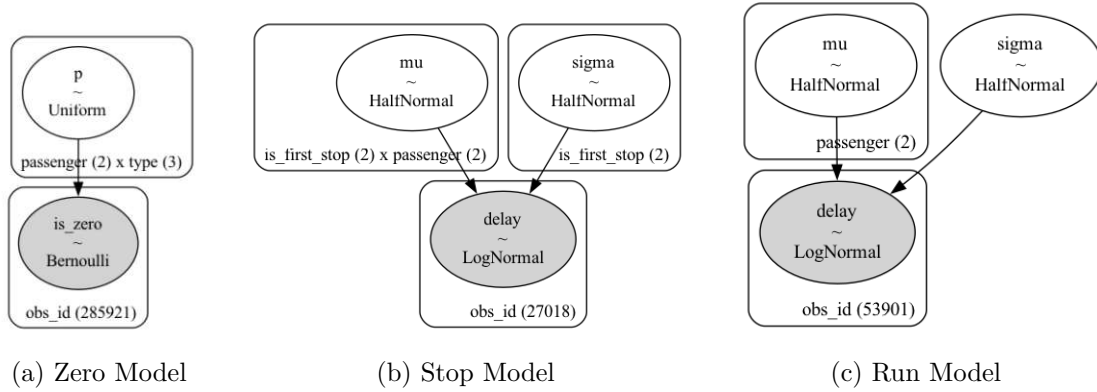 p
~
Uniform
passenger (2) x type (3)
is_zero
~
Bernoulli
obs_id (285921)
(a) Zero Model
mu
~
HalfNormal
is_first_stop (2) x passenger (2)
sigma
~
HalfNormal
is_first_stop (2)
delay
~
LogNormal
obs_id (27018)
(b) Stop Model
mu
~
HalfNormal
passenger (2)
sigma
~
HalfNormal
delay
~
LogNormal
obs_id (53901)
(c) Run Model